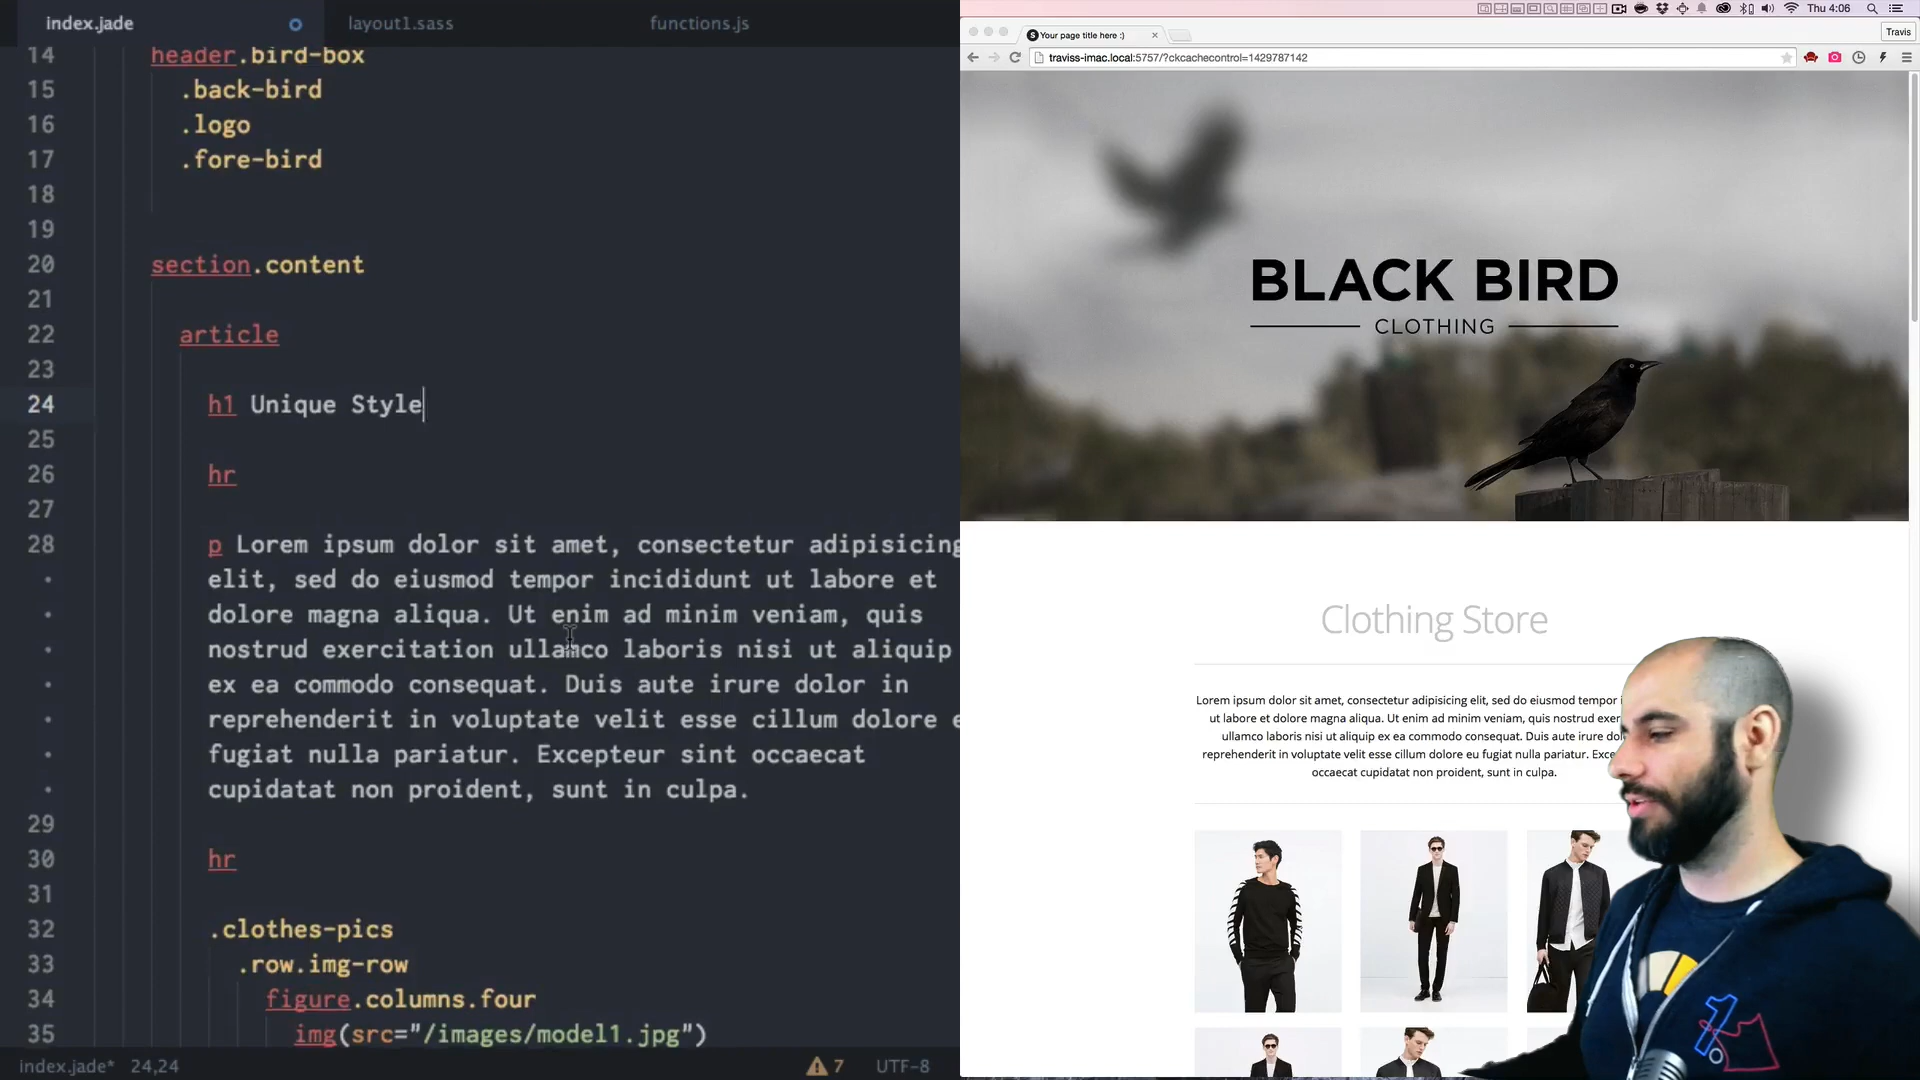 index.jade
layout1.sass
functions.js
14 header.bird-box
15 .back-bird
16 .logo
17 .fore-bird
18
19
20 section.content
21
22 article
23
24 h1 Unique Style
25
26 hr
27
28 p Lorem ipsum dolor sit amet, consectetur adipisicing
elit, sed do eiusmod tempor incididunt ut labore et
dolore magna aliqua. Ut enim ad minim veniam, quis
nostrud exercitation ullamco laboris nisi ut aliquip
ex ea commodo consequat. Duis aute irure dolor in
reprehenderit in voluptate velit esse cillum dolore e
fugiat nulla pariatur. Excepteur sint occaecat
cupidatat non proident, sunt in culpa.
29
30 hr
31
32 .clothes-pics
33 .row.img-row
34 figure.columns.four
35 img(src="/images/model1.jpg")
index.jade* 24,24
7 UTF-8
Thu 4:06
Your page title here :)
Travis
traviss-imac.local:5757/?ckcachecontrol=1429787142
BLACK BIRD
CLOTHING
Clothing Store
Lorem ipsum dolor sit amet, consectetur adipisicing elit, sed do eiusmod tempor
ut labore et dolore magna aliqua. Ut enim ad minim veniam, quis nostrud exer
ullamco laboris nisi ut aliquip ex ea commodo consequat. Duis aute irure dol
reprehenderit in voluptate velit esse cillum dolore eu fugiat nulla pariatur. Exce
occaecat cupidatat non proident, sunt in culpa.